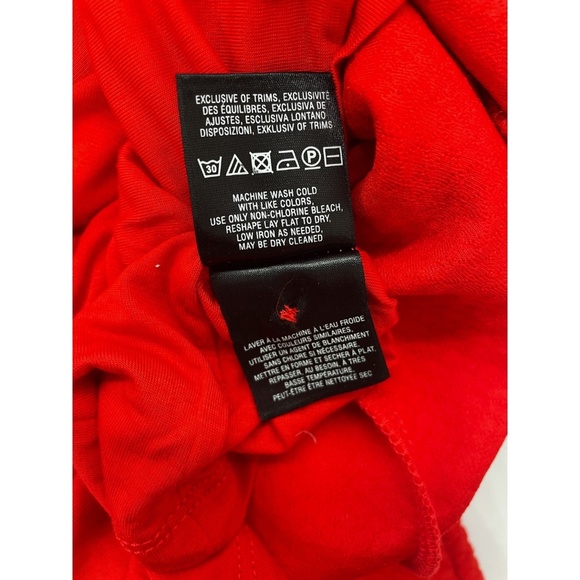 EXCLUSIVE OF TRIMS, EXCLUSIVITÉ
DES ÉQUILIBRES, EXCLUSIVA DE
AJUSTES, ESCLUSIVA LONTANO
DISPOSIZIONI, EXKLUSIV OF TRIMS
30 P
MACHINE WASH COLD
WITH LIKE COLORS,
USE ONLY NON-CHLORINE BLEACH,
RESHAPE LAY FLAT TO DRY.
LOW IRON AS NEEDED,
MAY BE DRY CLEANED
LAVER À LA MACHINE À L'EAU FROIDE
AVEC COULEURS SIMILAIRES,
UTILISER UN AGENT DE BLANCHIMENT
SANS CHLORE SI NÉCESSAIRE.
METTRE EN FORME ET SÉCHER À PLAT,
REPASSER, AU BESOIN, À TRÈS
BASSE TEMPÉRATURE.
PEUT-ÊTRE ÊTRE NETTOYÉE SEC